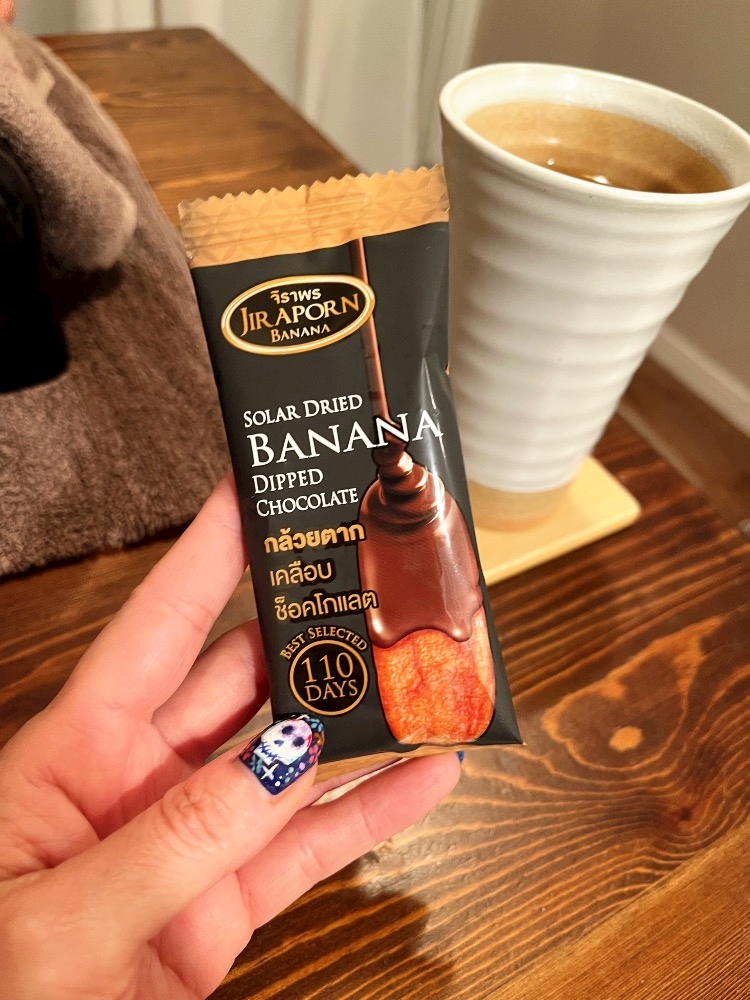 จิราพร
JIRAPORN
BANANA
SOLAR DRIED
BANANA
DIPPED
CHOCOLATE
กล้วยตาก
เคลือบ
ช็อคโกแลต
BEST SELECTED
110
DAYS